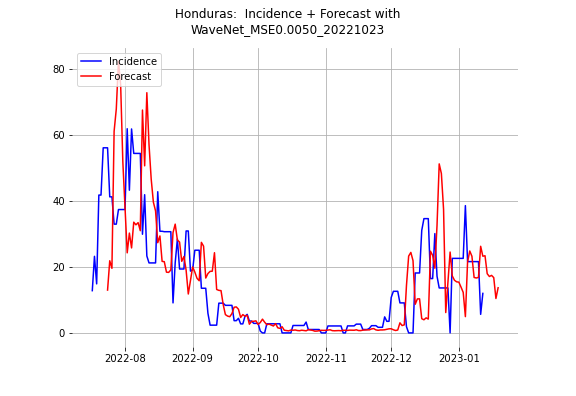 Honduras:  Incidence + Forecast with
WaveNet_MSE0.0050_20221023
Incidence
Forecast
80
60
40
20
0
2022-08 2022-09 2022-10 2022-11 2022-12 2023-01